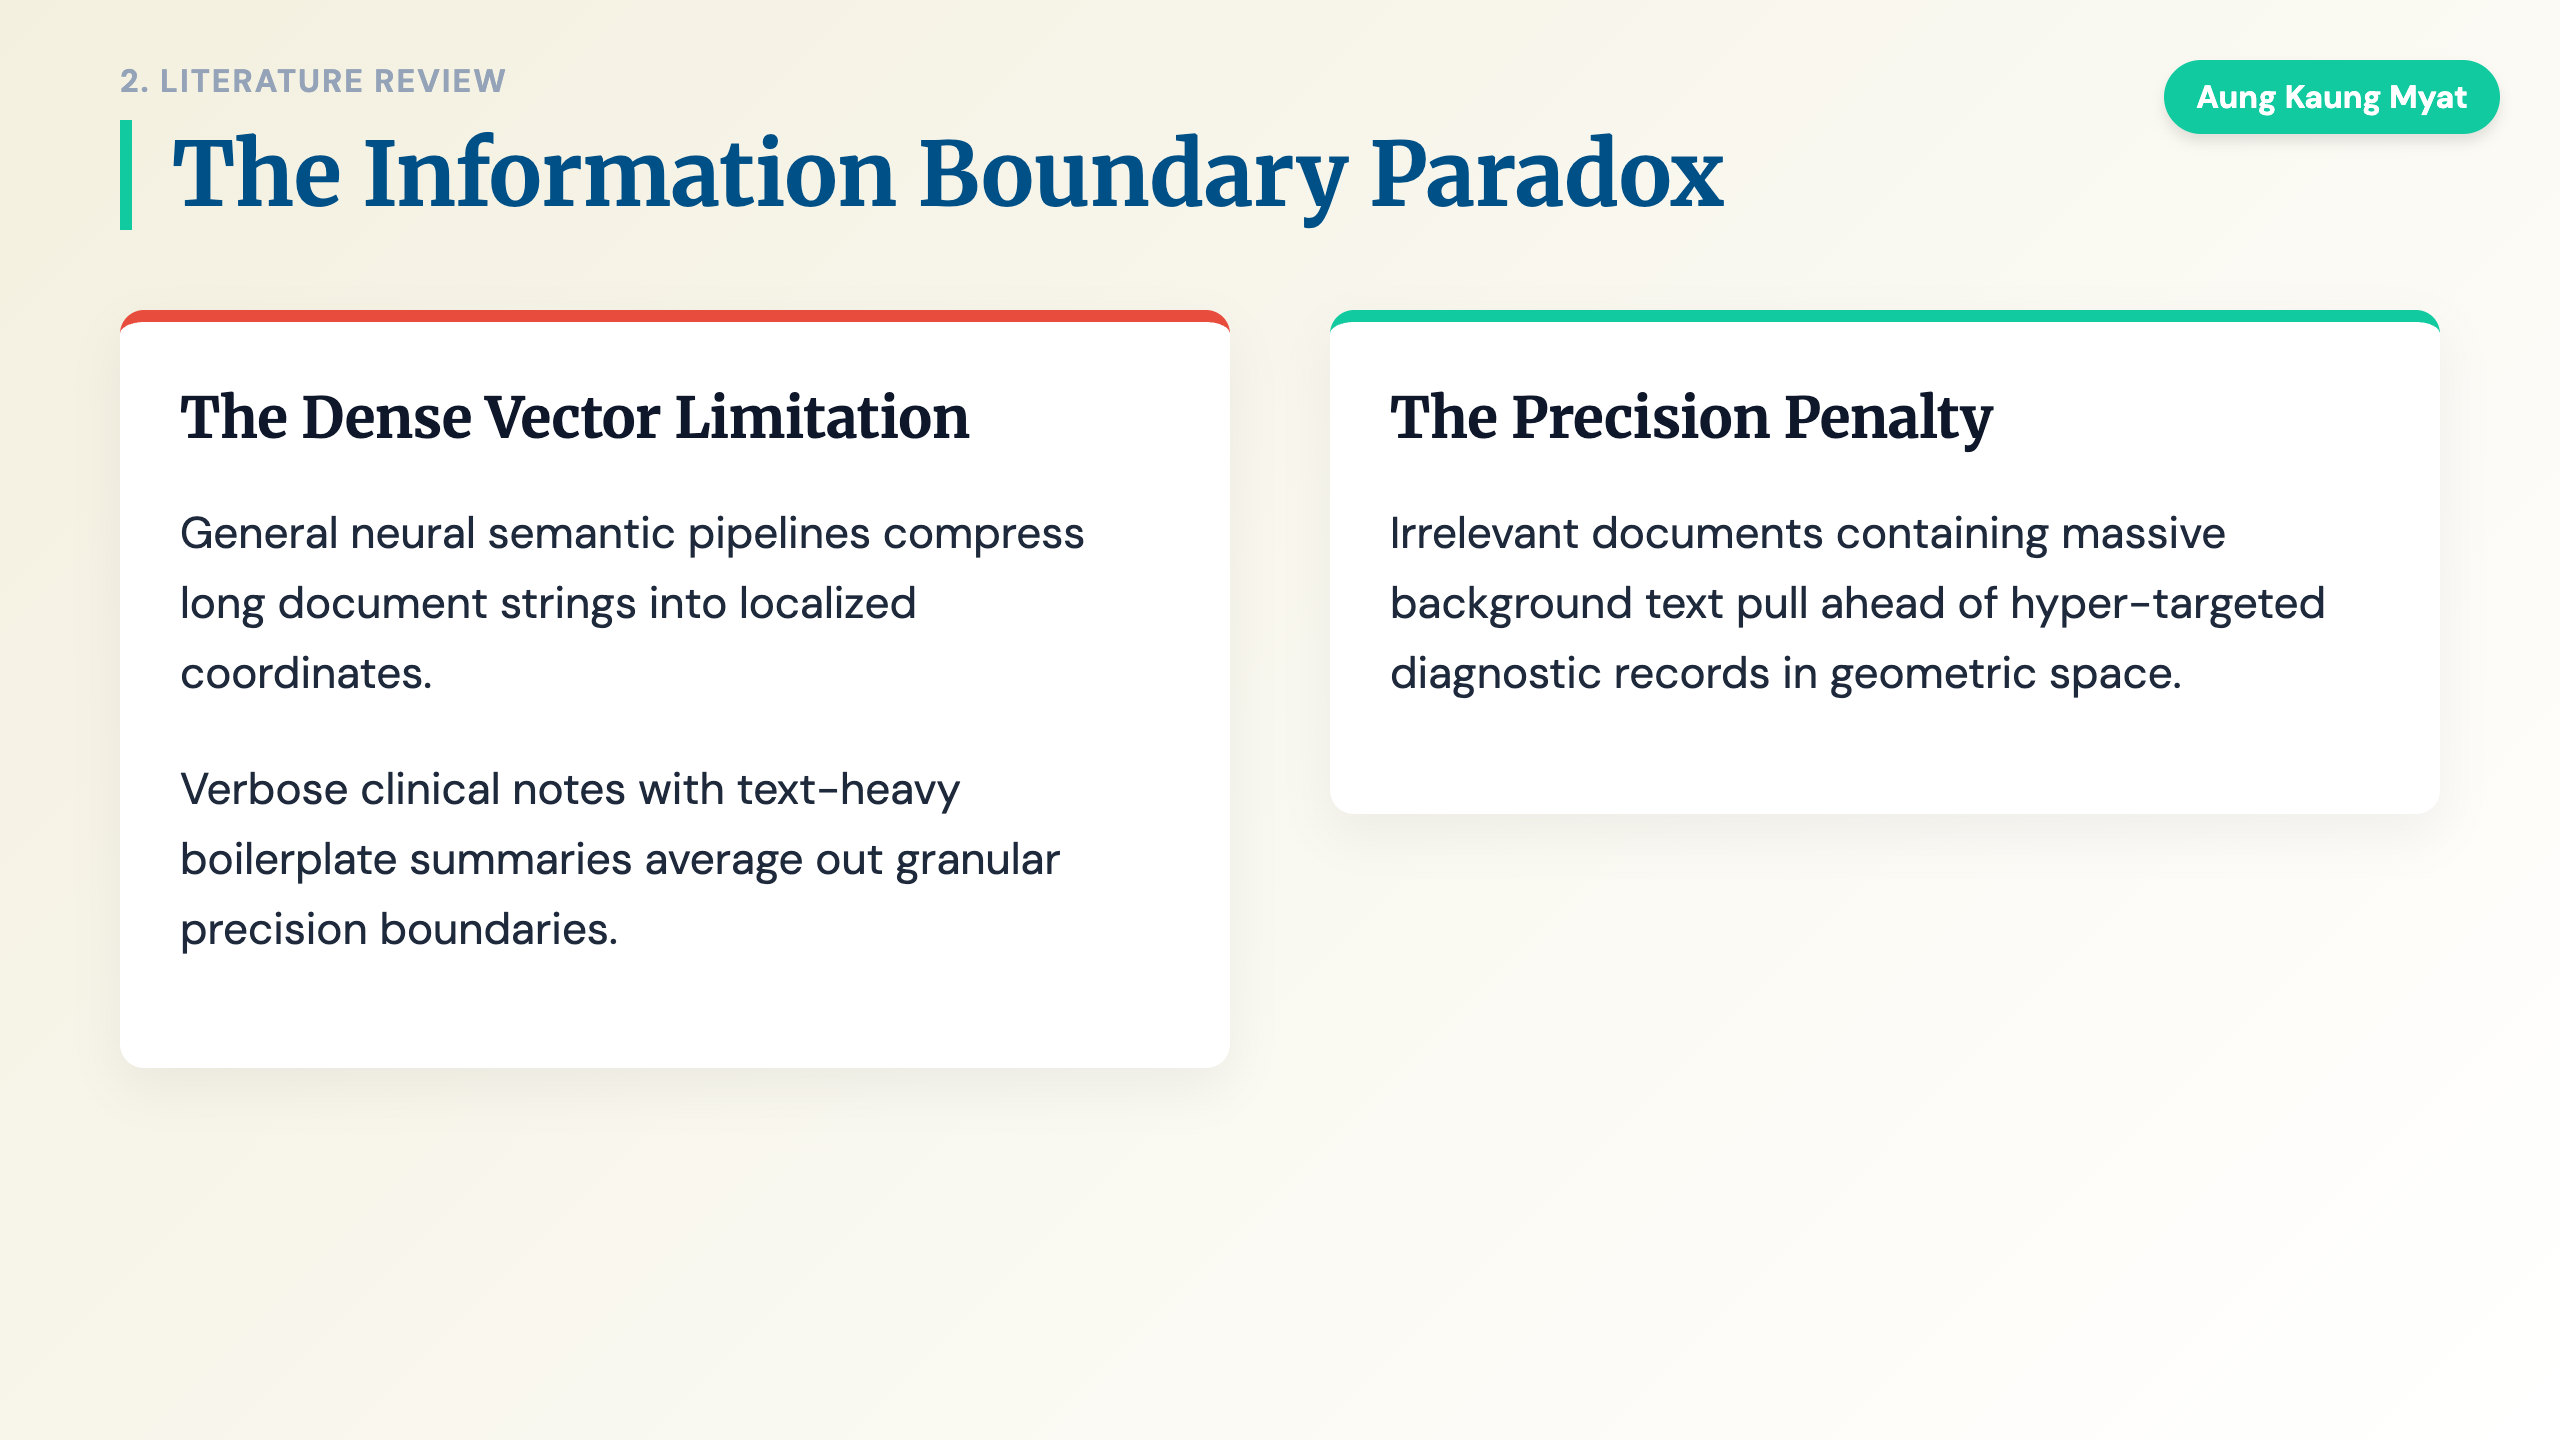 2. LITERATURE REVIEW
Aung Kaung Myat
The Information Boundary Paradox
The Dense Vector Limitation
General neural semantic pipelines compress
long document strings into localized
coordinates.
Verbose clinical notes with text-heavy
boilerplate summaries average out granular
precision boundaries.
The Precision Penalty
Irrelevant documents containing massive
background text pull ahead of hyper-targeted
diagnostic records in geometric space.